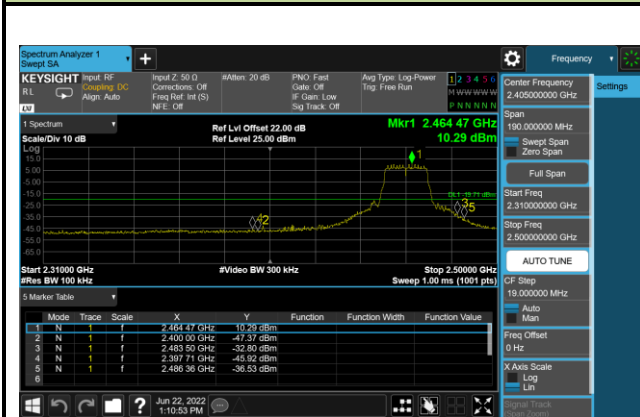 Spectrum Analyzer 1
Swept SA
Frequency
KEYSIGHT Input: RF
R L Coupling: DC
Align: Auto
Input Z: 50 Ω
Corrections: Off
Freq Ref: Int (S)
NFE: Off
#Atten: 20 dB
PNO: Fast
Gate: Off
IF Gain: Low
Sig Track: Off
Avg Type: Log-Power
Trig: Free Run
1 2 3 4 5 6
M W W W W W
P N N N N N
Center Frequency
2.405000000 GHz
Settings
1 Spectrum
Scale/Div 10 dB
Ref Lvl Offset 22.00 dB
Ref Level 25.00 dBm
Mkr1 2.464 47 GHz
10.29 dBm
Span
190.000000 MHz
Swept Span
Zero Span
Full Span
Log
15.0
5.00
-5.00
-15.0
-25.0
-35.0
-45.0
-55.0
-65.0
1
DL1 -19.71 dBm
2
5
Start Freq
2.310000000 GHz
Stop Freq
2.500000000 GHz
AUTO TUNE
Start 2.31000 GHz
#Res BW 100 kHz
#Video BW 300 kHz
Stop 2.50000 GHz
Sweep 1.00 ms (1001 pts)
CF Step
19.000000 MHz
Auto
Man
5 Marker Table
Mode Trace Scale X Y Function Function Width Function Value
1 N 1 f 2.464 47 GHz 10.29 dBm
2 N 1 f 2.400 00 GHz -47.37 dBm
3 N 1 f 2.483 50 GHz -32.80 dBm
4 N 1 f 2.397 71 GHz -45.92 dBm
5 N 1 f 2.486 36 GHz -36.53 dBm
6
Freq Offset
0 Hz
X Axis Scale
Log
Lin
Signal Track
(Span Zoom)
Jun 22, 2022
1:10:53 PM